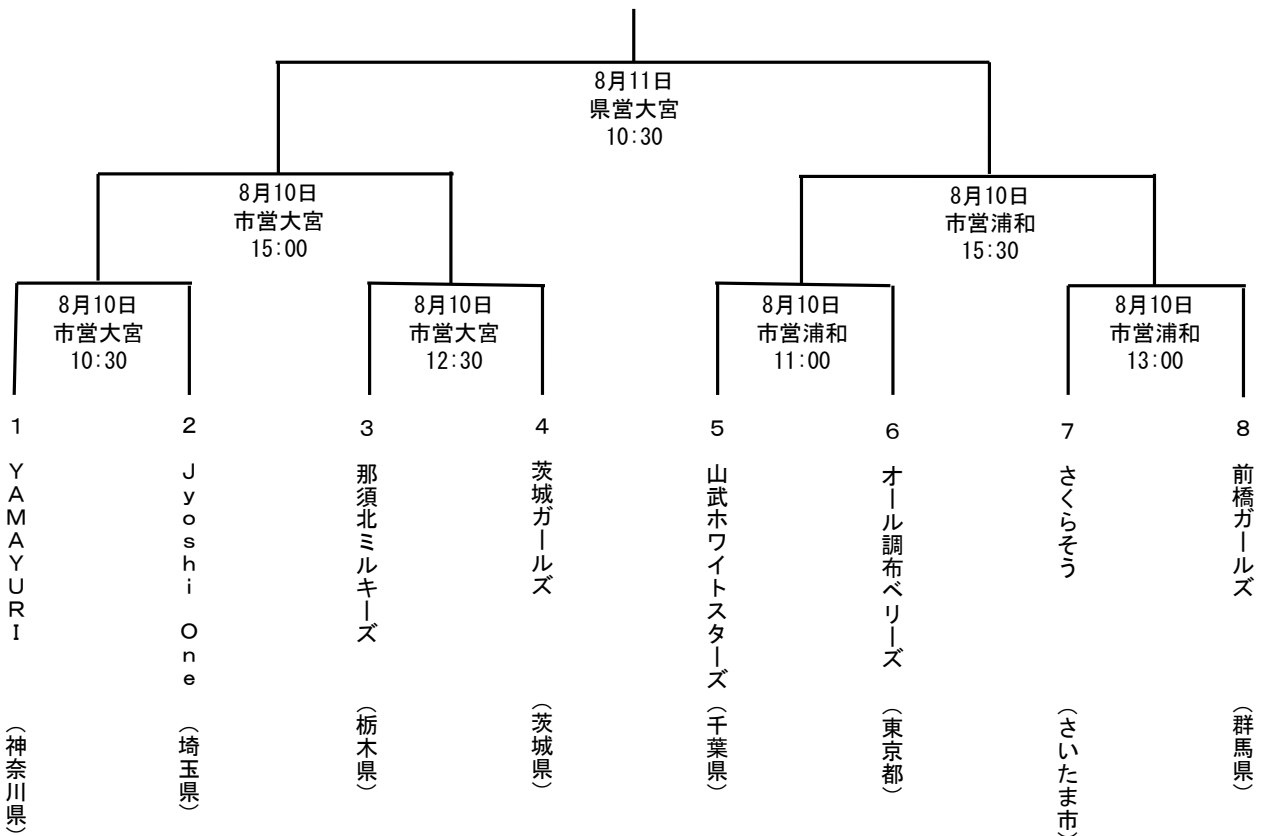 8月11日
県営大宮
10:30
8月10日
市営大宮
15:00
8月10日
市営浦和
15:30
8月10日
市営大宮
10:30
8月10日
市営大宮
12:30
8月10日
市営浦和
11:00
8月10日
市営浦和
13:00
1 ＹＡＭＡＹＵＲＩ （神奈川県）
2 Ｊｙｏｓｈｉ Ｏｎｅ （埼玉県）
3 那須北ミルキーズ （栃木県）
4 茨城ガールズ （茨城県）
5 山武ホワイトスターズ （千葉県）
6 オール調布ベリーズ （東京都）
7 さくらそう （さいたま市）
8 前橋ガールズ （群馬県）